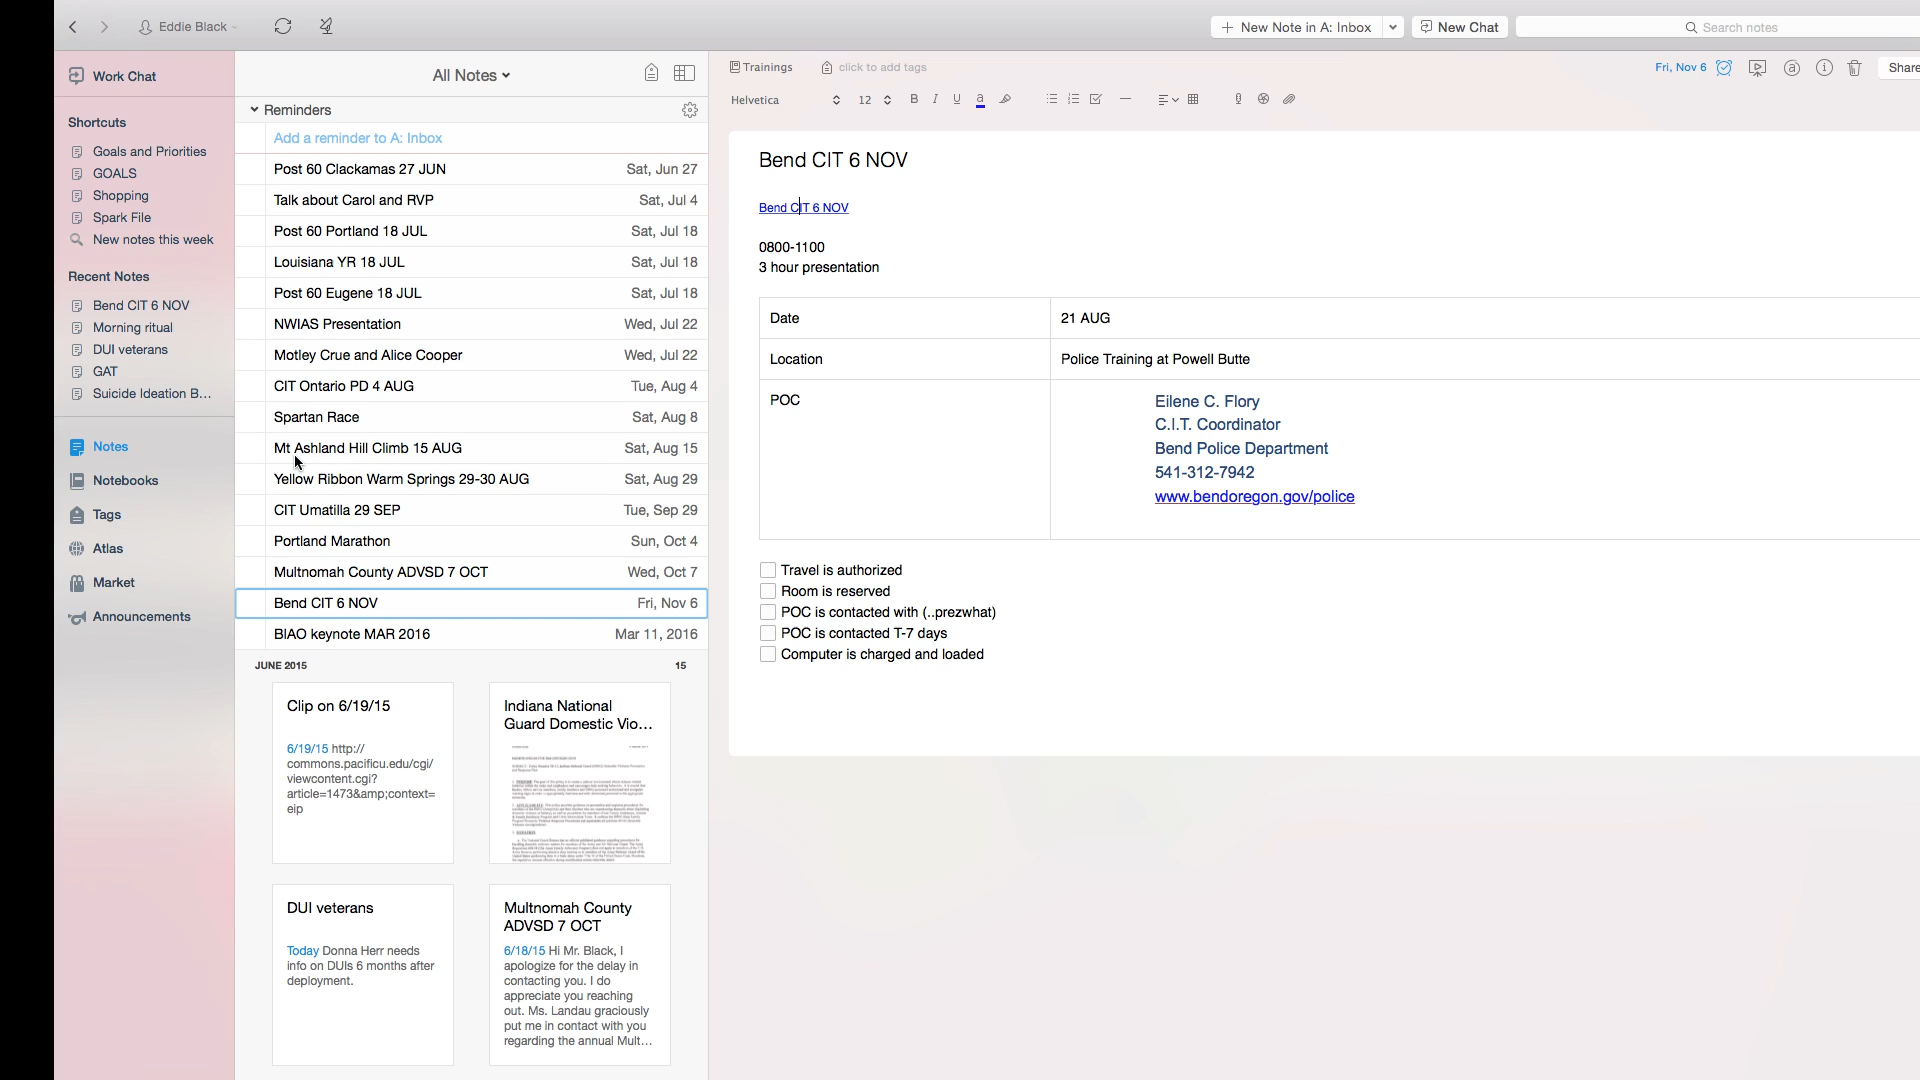 Eddie Black
New Note in A: Inbox
New Chat
Search notes
Work Chat
Shortcuts
Goals and Priorities
GOALS
Shopping
Spark File
New notes this week
Recent Notes
Bend CIT 6 NOV
Morning ritual
DUI veterans
GAT
Suicide Ideation B...
Notes
Notebooks
Tags
Atlas
Market
Announcements
All Notes
Reminders
Add a reminder to A: Inbox
Post 60 Clackamas 27 JUN Sat, Jun 27
Talk about Carol and RVP Sat, Jul 4
Post 60 Portland 18 JUL Sat, Jul 18
Louisiana YR 18 JUL Sat, Jul 18
Post 60 Eugene 18 JUL Sat, Jul 18
NWIAS Presentation Wed, Jul 22
Motley Crue and Alice Cooper Wed, Jul 22
CIT Ontario PD 4 AUG Tue, Aug 4
Spartan Race Sat, Aug 8
Mt Ashland Hill Climb 15 AUG Sat, Aug 15
Yellow Ribbon Warm Springs 29-30 AUG Sat, Aug 29
CIT Umatilla 29 SEP Tue, Sep 29
Portland Marathon Sun, Oct 4
Multnomah County ADVSD 7 OCT Wed, Oct 7
Bend CIT 6 NOV Fri, Nov 6
BIAO keynote MAR 2016 Mar 11, 2016
JUNE 2015 15
Clip on 6/19/15
6/19/15 http://
commons.pacificu.edu/cgi/
viewcontent.cgi?
article=1473&amp;context=
eip
Indiana National
Guard Domestic Vio...
DUI veterans
Today Donna Herr needs
info on DUIs 6 months after
deployment.
Multnomah County
ADVSD 7 OCT
6/18/15 Hi Mr. Black, I
apologize for the delay in
contacting you. I do
appreciate you reaching
out. Ms. Landau graciously
put me in contact with you
regarding the annual Mult...
Trainings
click to add tags
Fri, Nov 6
Share
Helvetica 12 B I U a
Bend CIT 6 NOV
Bend CIT 6 NOV
0800-1100
3 hour presentation
Date 21 AUG
Location Police Training at Powell Butte
POC
Eilene C. Flory
C.I.T. Coordinator
Bend Police Department
541-312-7942
www.bendoregon.gov/police
Travel is authorized
Room is reserved
POC is contacted with (..prezwhat)
POC is contacted T-7 days
Computer is charged and loaded